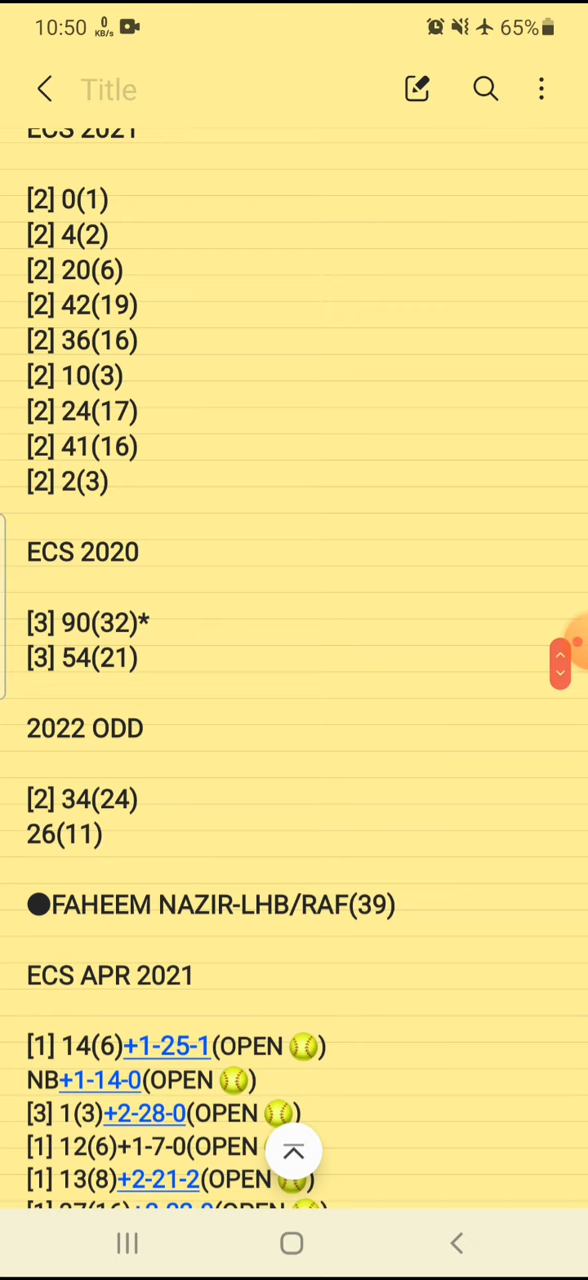 10:50 0 KB/s 65%
Title
ECS 2021
[2] 0(1)
[2] 4(2)
[2] 20(6)
[2] 42(19)
[2] 36(16)
[2] 10(3)
[2] 24(17)
[2] 41(16)
[2] 2(3)
ECS 2020
[3] 90(32)*
[3] 54(21)
2022 ODD
[2] 34(24)
26(11)
●FAHEEM NAZIR-LHB/RAF(39)
ECS APR 2021
[1] 14(6)+1-25-1(OPEN 🥎)
NB+1-14-0(OPEN 🥎)
[3] 1(3)+2-28-0(OPEN 🥎)
[1] 12(6)+1-7-0(OPEN
[1] 13(8)+2-21-2(OPEN 🥎)